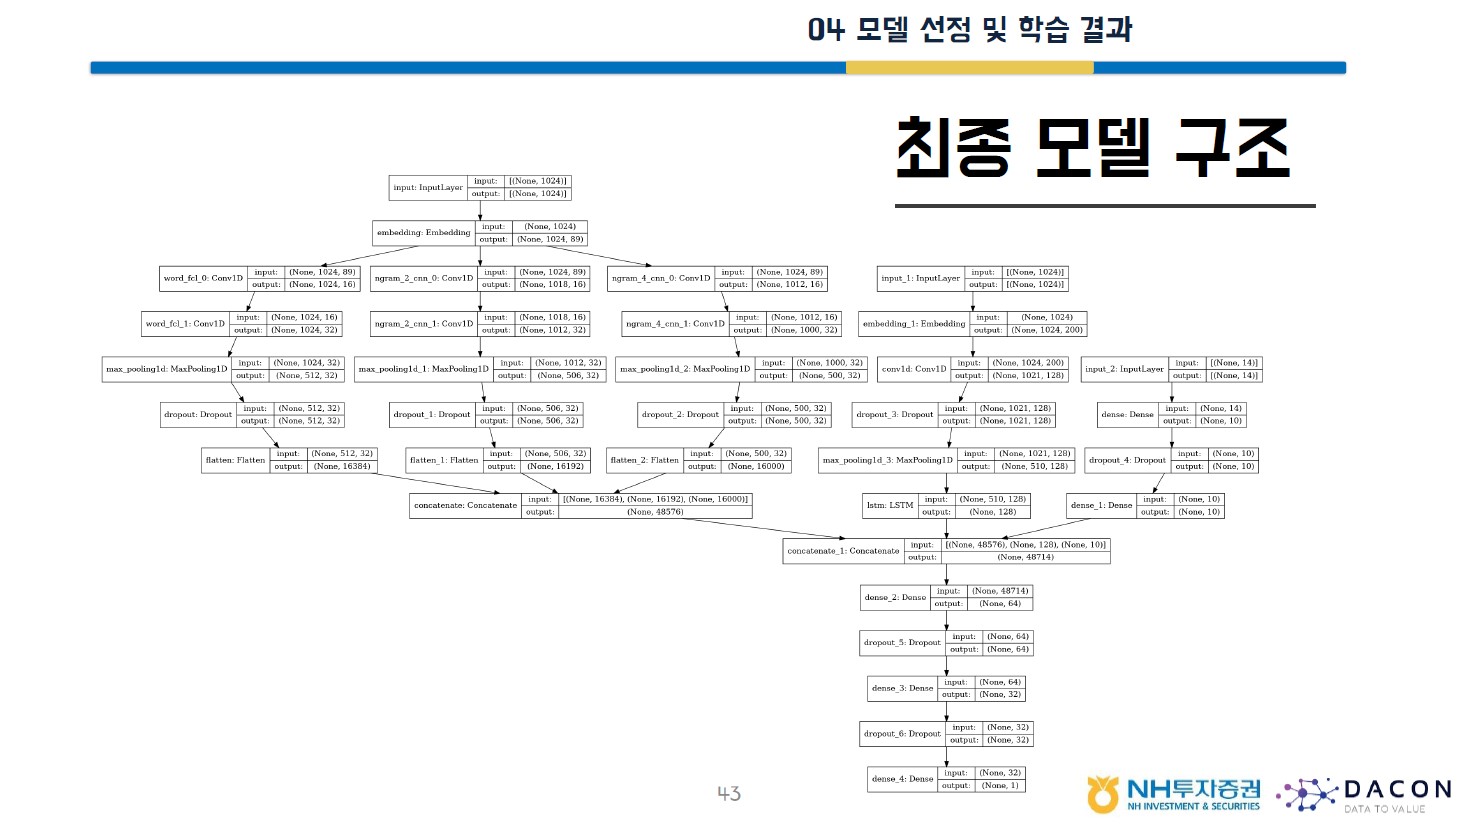 04 모델 선정 및 학습 결과
최종 모델 구조
input: InputLayer input: [(None, 1024)]
output: [(None, 1024)]
embedding: Embedding input: (None, 1024)
output: (None, 1024, 89)
word_fcl_0: Conv1D input: (None, 1024, 89)
output: (None, 1024, 16)
ngram_2_cnn_0: Conv1D input: (None, 1024, 89)
output: (None, 1018, 16)
ngram_4_cnn_0: Conv1D input: (None, 1024, 89)
output: (None, 1012, 16)
input_1: InputLayer input: [(None, 1024)]
output: [(None, 1024)]
word_fcl_1: Conv1D input: (None, 1024, 16)
output: (None, 1024, 32)
ngram_2_cnn_1: Conv1D input: (None, 1018, 16)
output: (None, 1012, 32)
ngram_4_cnn_1: Conv1D input: (None, 1012, 16)
output: (None, 1000, 32)
embedding_1: Embedding input: (None, 1024)
output: (None, 1024, 200)
max_pooling1d: MaxPooling1D input: (None, 1024, 32)
output: (None, 512, 32)
max_pooling1d_1: MaxPooling1D input: (None, 1012, 32)
output: (None, 506, 32)
max_pooling1d_2: MaxPooling1D input: (None, 1000, 32)
output: (None, 500, 32)
conv1d: Conv1D input: (None, 1024, 200)
output: (None, 1021, 128)
input_2: InputLayer input: [(None, 14)]
output: [(None, 14)]
dropout: Dropout input: (None, 512, 32)
output: (None, 512, 32)
dropout_1: Dropout input: (None, 506, 32)
output: (None, 506, 32)
dropout_2: Dropout input: (None, 500, 32)
output: (None, 500, 32)
dropout_3: Dropout input: (None, 1021, 128)
output: (None, 1021, 128)
dense: Dense input: (None, 14)
output: (None, 10)
flatten: Flatten input: (None, 512, 32)
output: (None, 16384)
flatten_1: Flatten input: (None, 506, 32)
output: (None, 16192)
flatten_2: Flatten input: (None, 500, 32)
output: (None, 16000)
max_pooling1d_3: MaxPooling1D input: (None, 1021, 128)
output: (None, 510, 128)
dropout_4: Dropout input: (None, 10)
output: (None, 10)
concatenate: Concatenate input: [(None, 16384), (None, 16192), (None, 16000)]
output: (None, 48576)
lstm: LSTM input: (None, 510, 128)
output: (None, 128)
dense_1: Dense input: (None, 10)
output: (None, 10)
concatenate_1: Concatenate input: [(None, 48576), (None, 128), (None, 10)]
output: (None, 48714)
dense_2: Dense input: (None, 48714)
output: (None, 64)
dropout_5: Dropout input: (None, 64)
output: (None, 64)
dense_3: Dense input: (None, 64)
output: (None, 32)
dropout_6: Dropout input: (None, 32)
output: (None, 32)
dense_4: Dense input: (None, 32)
output: (None, 1)
43
NH투자증권
NH INVESTMENT & SECURITIES
DACON
DATA TO VALUE